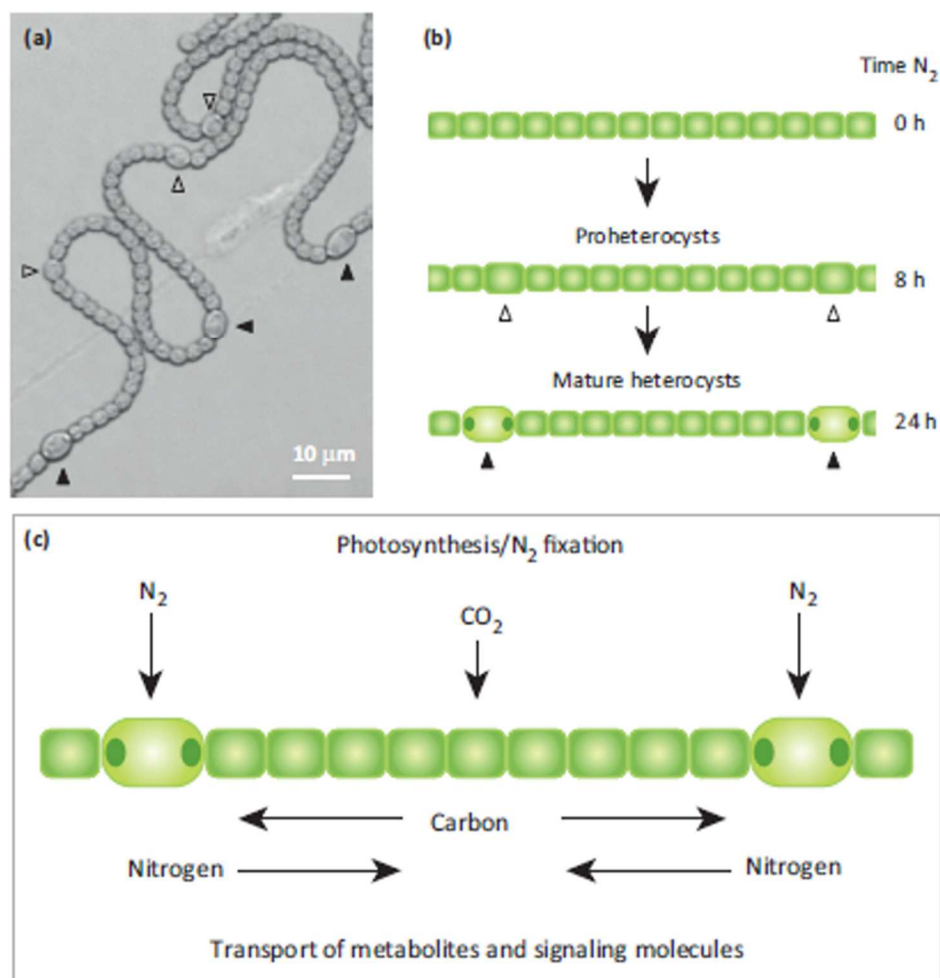 (a)
10 μm
(b)
Time N₂
0 h
Proheterocysts
8 h
Mature heterocysts
24 h
(c)
Photosynthesis/N₂ fixation
N₂
CO₂
N₂
Carbon
Nitrogen
Nitrogen
Transport of metabolites and signaling molecules